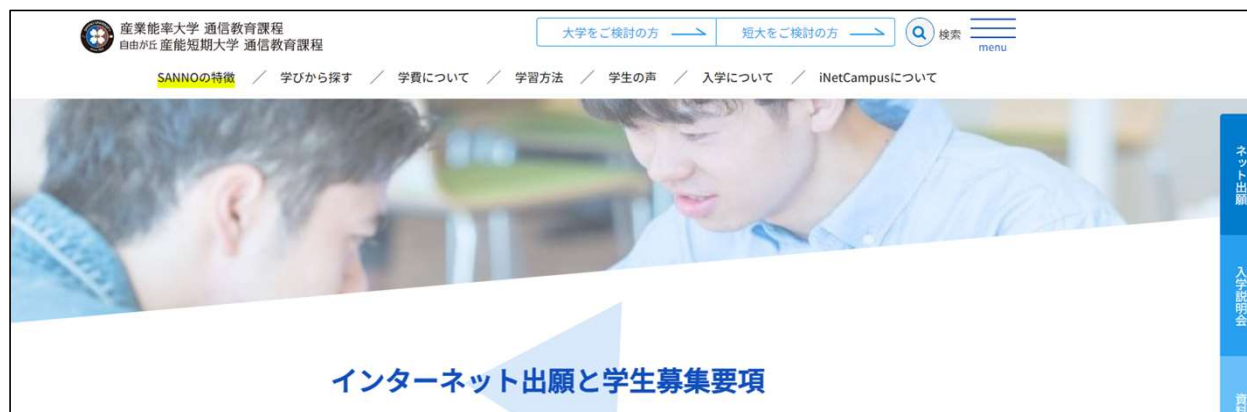 産業能率大学 通信教育課程
自由が丘 産能短期大学 通信教育課程
大学をご検討の方
短大をご検討の方
検索
menu
SANNOの特徴 ／ 学びから探す ／ 学費について ／ 学習方法 ／ 学生の声 ／ 入学について ／ iNetCampusについて
ネット出願
入学説明会
インターネット出願と学生募集要項